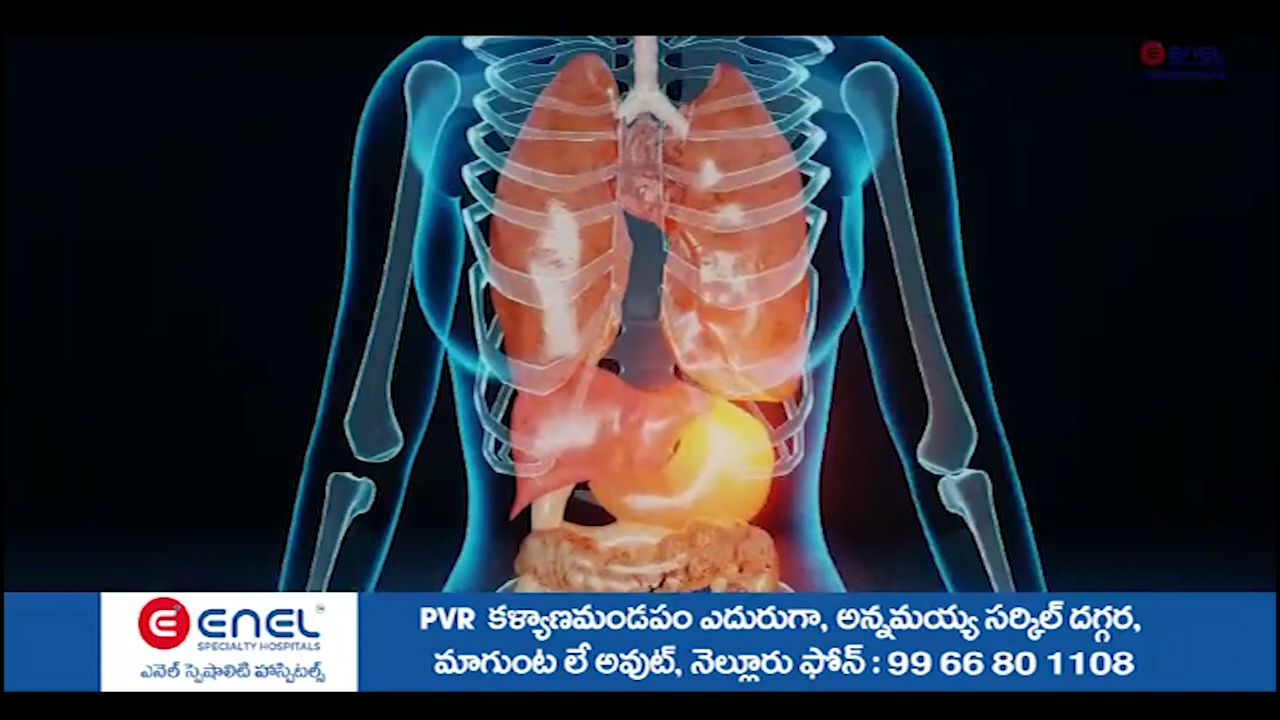 ENEL
ENEL
SPECIALTY HOSPITALS
ఎనెల్ స్పెషాలిటి హాస్పిటల్స్
PVR కళ్యాణమండపం ఎదురుగా, అన్నమయ్య సర్కిల్ దగ్గర,
మాగుంట లే అవుట్, నెల్లూరు ఫోన్ : 99 66 80 1108